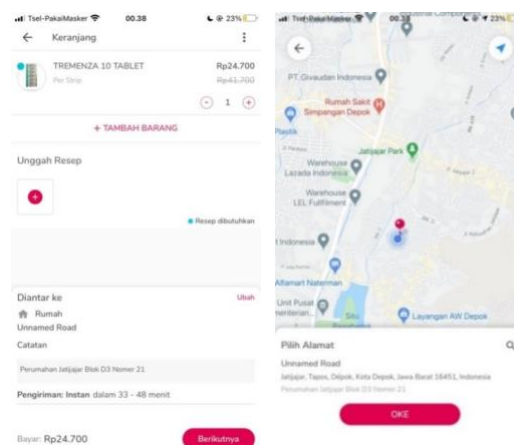 Tsel-PakaiMasker 00.38 23%
Keranjang
TREMENZA 10 TABLET Rp24.700
Per Strip Rp41.700
1
+ TAMBAH BARANG
Unggah Resep
Resep dibutuhkan
Diantar ke Ubah
Rumah
Unnamed Road
Catatan
Perumahan Jatijajar Blok D3 Nomer 21
Pengiriman: Instan dalam 33 - 48 menit
Bayar: Rp24.700 Berikutnya
Tsel-PakaiMasker 00.38 23%
PT. Givaudan Indonesia
Rumah Sakit
Simpangan Depok
Plastik
Jatijajar Park
Warehouse
Lazada Indonesia
Warehouse
LEL Fulfillment
Indonesia
Alfamart Naterman
Unit Pusat
Situ
Layangan AW Depok
Pilih Alamat
Unnamed Road
Jatijajar, Tapos, Depok, Kota Depok, Jawa Barat 16451, Indonesia
Perumahan Jatijajar Blok D3 Nomer 21
OKE